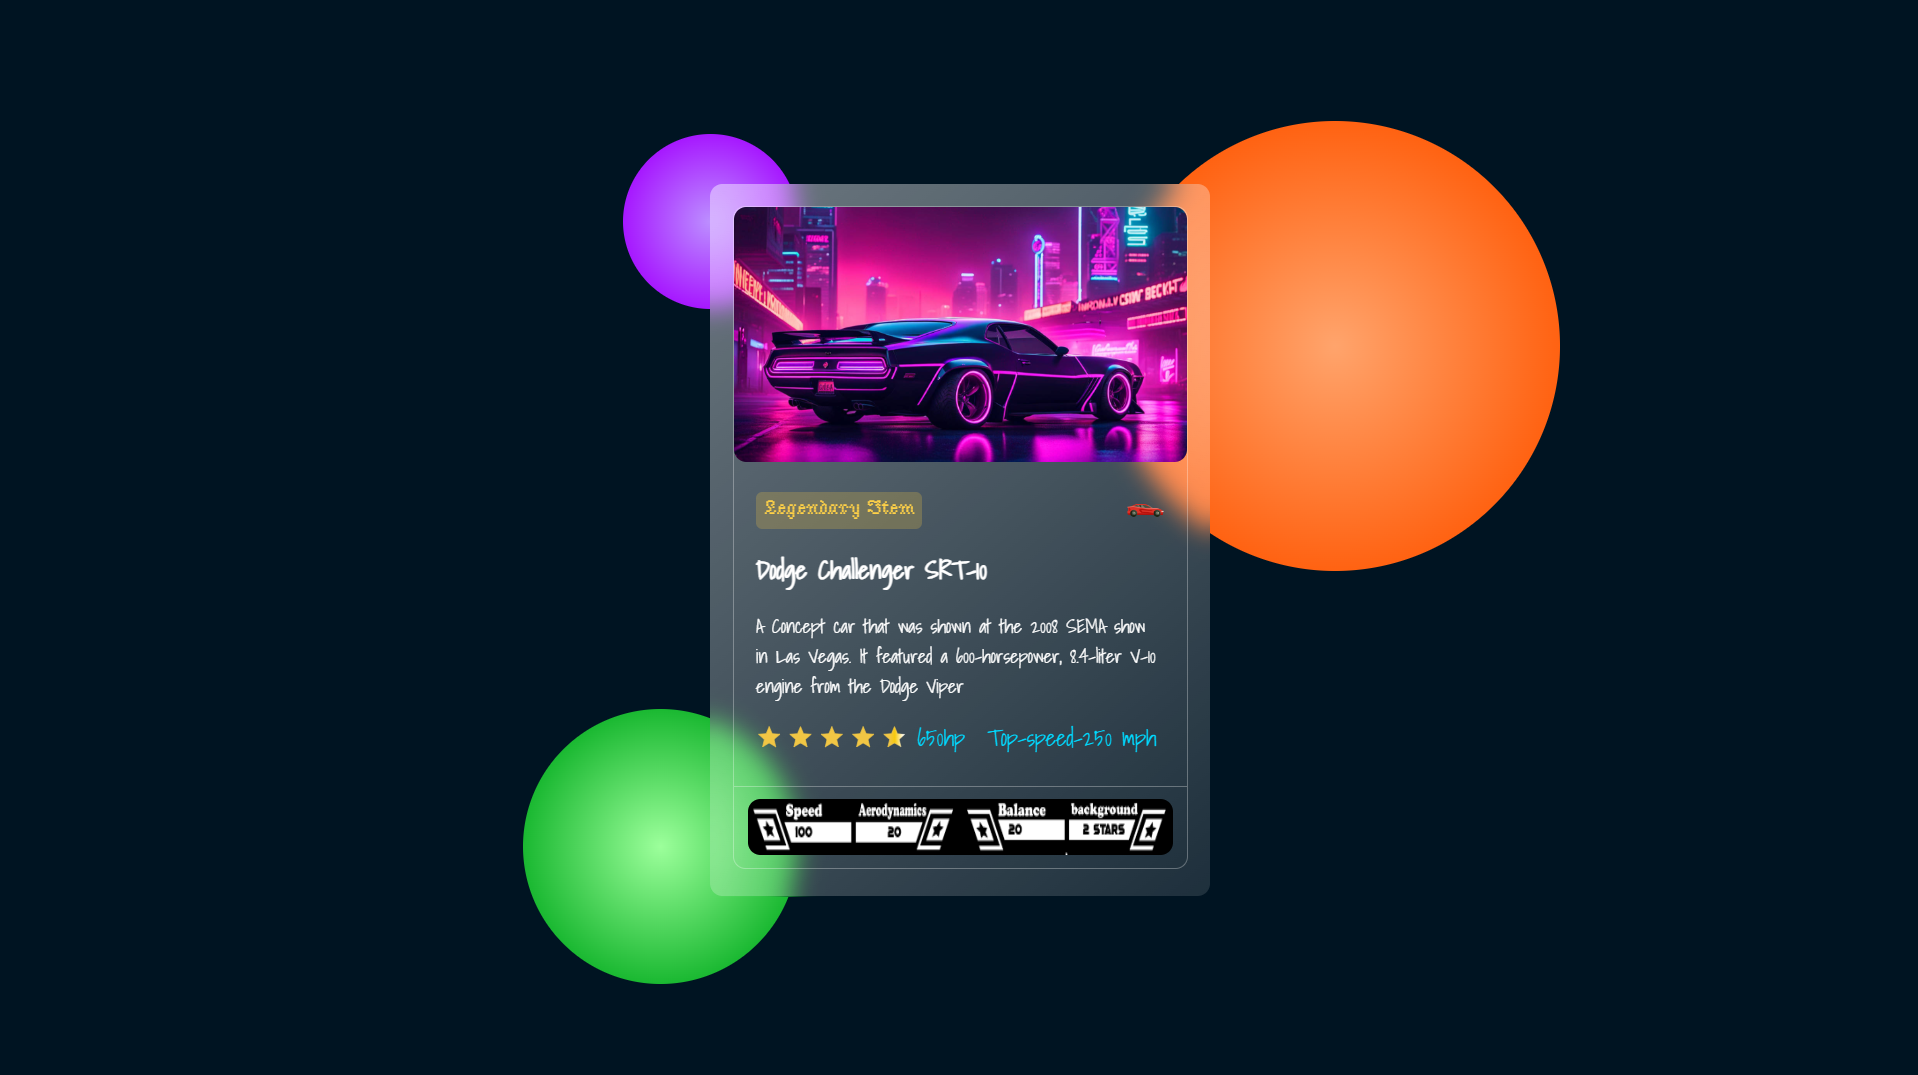 Legendary Item
Dodge Challenger SRT-10
A Concept car that was shown at the 2008 SEMA show
in Las Vegas. It featured a 600-horsepower, 8.4-liter V-10
engine from the Dodge Viper
650hp Top-speed-250 mph
Speed Aerodynamics Balance background
100 20 20 2 STARS